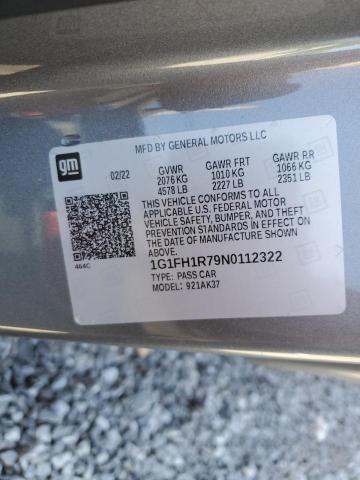 gm
MFD BY GENERAL MOTORS LLC
02/22 GVWR GAWR FRT GAWR RR
2076 KG 1010 KG 1066 KG
4578 LB 2227 LB 2351 LB
THIS VEHICLE CONFORMS TO ALL
APPLICABLE U.S. FEDERAL MOTOR
VEHICLE SAFETY, BUMPER, AND THEFT
PREVENTION STANDARDS IN EFFECT
ON THE DATE OF MANUFACTURE
SHOWN ABOVE.
464C
1G1FH1R79N0112322
TYPE: PASS CAR
MODEL: 921AK37